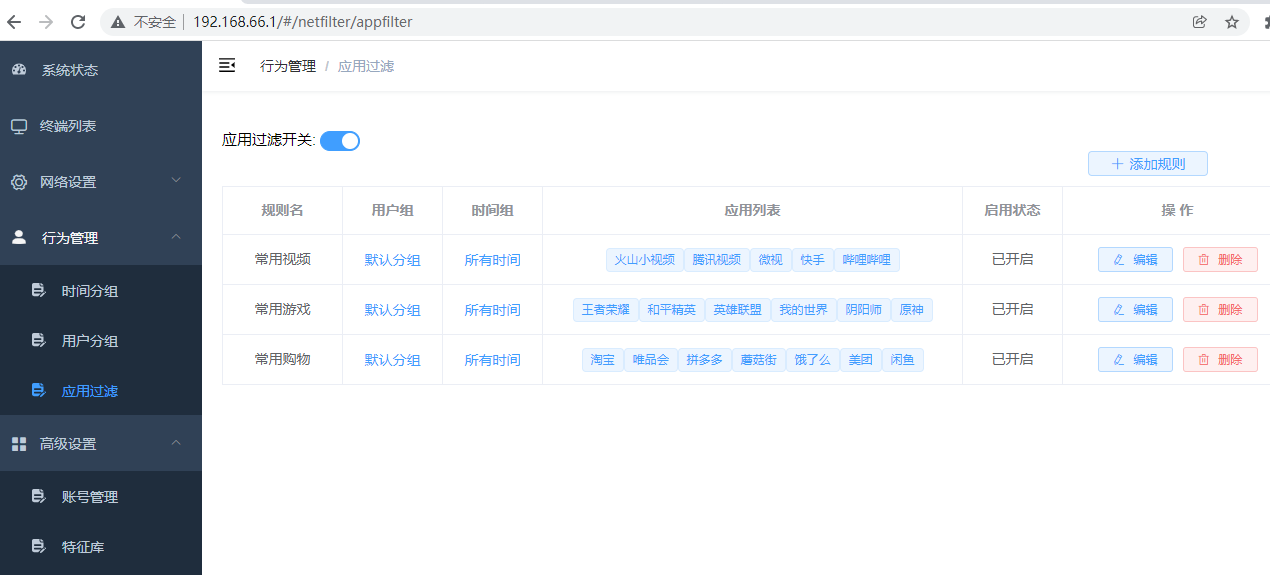 不安全 192.168.66.1/#/netfilter/appfilter
系统状态
终端列表
网络设置
行为管理
时间分组
用户分组
应用过滤
高级设置
账号管理
特征库
行为管理 / 应用过滤
应用过滤开关:
添加规则
规则名 用户组 时间组 应用列表 启用状态 操 作
常用视频 默认分组 所有时间 火山小视频 腾讯视频 微视 快手 哔哩哔哩 已开启 编辑 删除
常用游戏 默认分组 所有时间 王者荣耀 和平精英 英雄联盟 我的世界 阴阳师 原神 已开启 编辑 删除
常用购物 默认分组 所有时间 淘宝 唯品会 拼多多 蘑菇街 饿了么 美团 闲鱼 已开启 编辑 删除